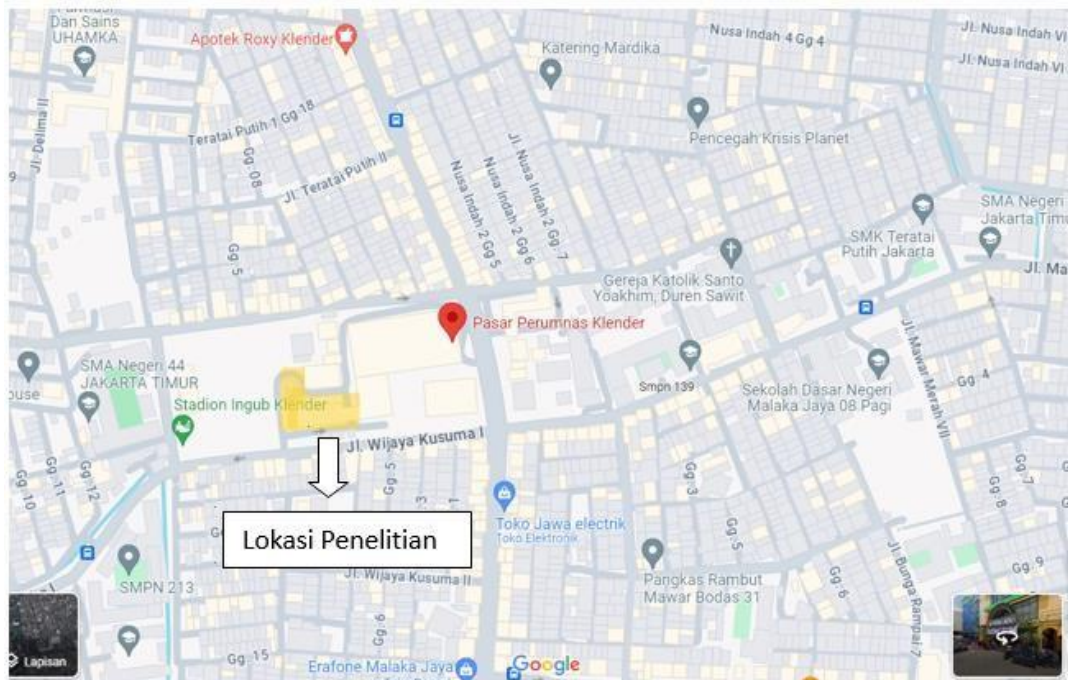 Dan Sains
UHAMKA
Apotek Roxy Klender
Katering Mardika
Nusa Indah 4 Gg 4
Jl. Nusa Indah VI
Jl. Nusa Indah VI
Jl. Delima II
Teratai Putih 1 Gg 18
Gg. 08
Jl. Teratai Putih II
Nusa Indah 2 Gg 5
Nusa Indah 2 Gg 6
Jl. Nusa Indah 2 Gg. 7
Pencegah Krisis Planet
SMA Negeri
Jakarta Timu
SMK Teratai
Putih Jakarta
Gg. 5
Gereja Katolik Santo
Yoakhim, Duren Sawit
Jl. Ma
Pasar Perumnas Klender
SMA Negeri 44
JAKARTA TIMUR
ouse
Stadion Ingub Klender
Smpn 139
Sekolah Dasar Negeri
Malaka Jaya 08 Pagi
Jl. Mawar Merah VII
Gg. 4
Jl. Wijaya Kusuma I
Gg. 10
Gg. 11
Gg. 12
Gg. 5
Gg. 3
Gg. 7
Gg. 8
Toko Jawa electrik
Toko Elektronik
Lokasi Penelitian
Gg. 5
Gg. 9
SMPN 213
Jl. Wijaya Kusuma II
Pangkas Rambut
Mawar Bodas 31
Jl. Bunga Rampai 7
Gg. 6
Lapisan
Gg. 15
Erafone Malaka Jaya
Google